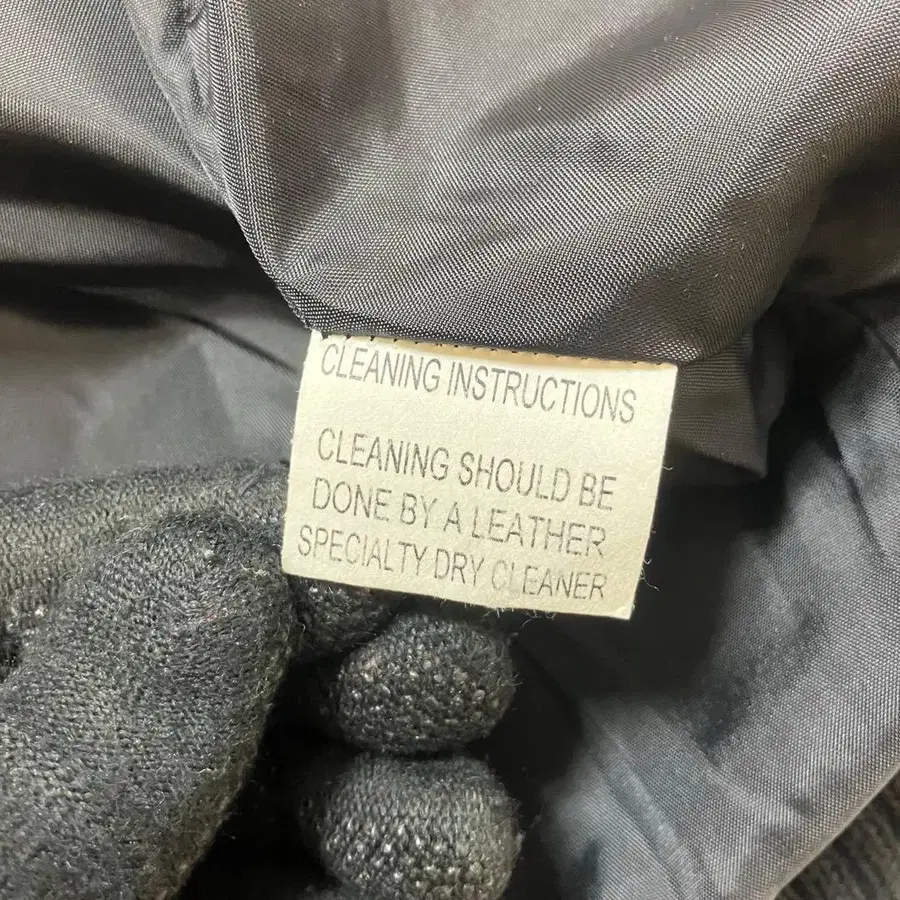 CLEANING INSTRUCTIONS
CLEANING SHOULD BE
DONE BY A LEATHER
SPECIALTY DRY CLEANER